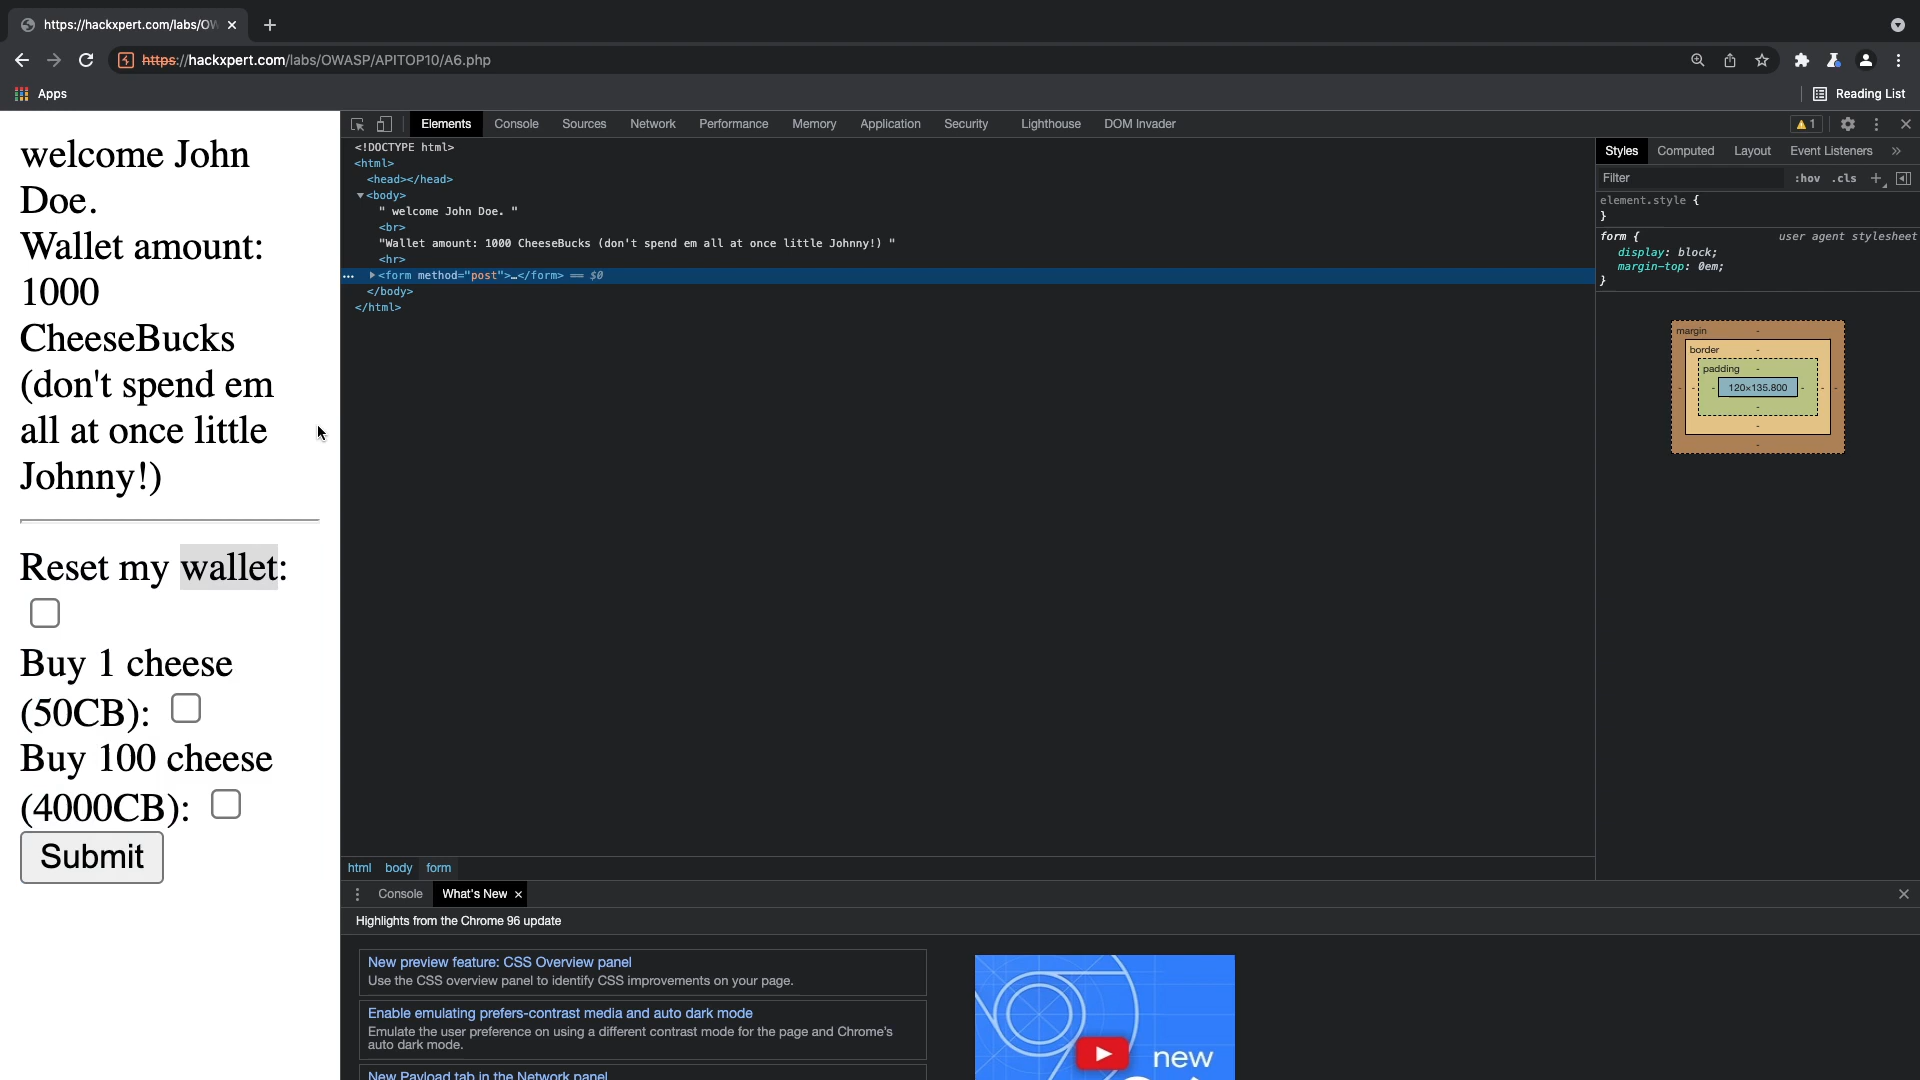 https://hackxpert.com/labs/OW
https://hackxpert.com/labs/OWASP/APITOP10/A6.php
Apps
Reading List
welcome John
Doe.
Wallet amount:
1000
CheeseBucks
(don't spend em
all at once little
Johnny!)
Reset my wallet:
Buy 1 cheese
(50CB):
Buy 100 cheese
(4000CB):
Submit
Elements Console Sources Network Performance Memory Application Security Lighthouse DOM Invader
1
<!DOCTYPE html>
<html>
<head></head>
<body>
" welcome John Doe. "
<br>
"Wallet amount: 1000 CheeseBucks (don't spend em all at once little Johnny!) "
<hr>
... <form method="post">…</form> == $0
</body>
</html>
html body form
Styles Computed Layout Event Listeners »
Filter :hov .cls +
element.style {
}
form { user agent stylesheet
display: block;
margin-top: 0em;
}
margin -
border -
padding -
- - - 120×135.800 - - -
-
-
-
Console What's New ×
Highlights from the Chrome 96 update
New preview feature: CSS Overview panel
Use the CSS overview panel to identify CSS improvements on your page.
Enable emulating prefers-contrast media and auto dark mode
Emulate the user preference on using a different contrast mode for the page and Chrome's
auto dark mode.
New Payload tab in the Network panel
new